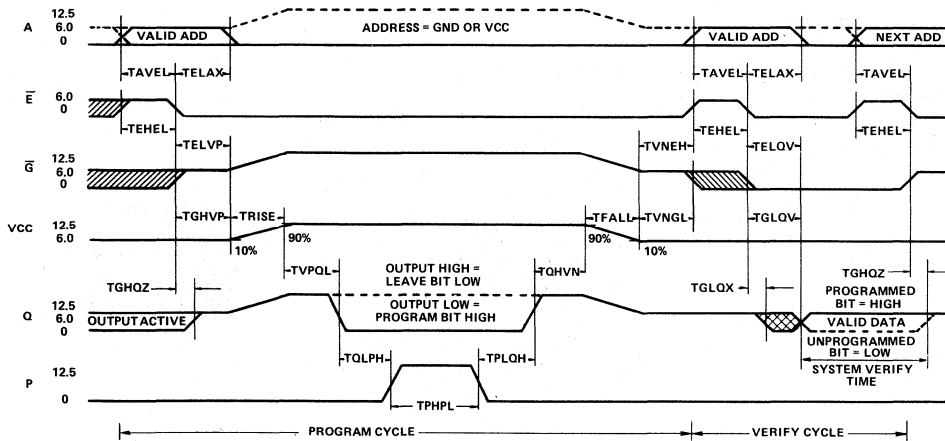 A 12.5
6.0
0
VALID ADD
ADDRESS = GND OR VCC
VALID ADD
NEXT ADD
TAVEL TELAX TAVEL TELAX TAVEL
E 6.0
0
TEHEL TEHEL TEHEL
TELVP TVNEH TELQV
G 12.5
6.0
0
TGHVP TRISE TFALL TVNGL TGLQV
VCC 12.5
6.0
10% 90% 90% 10%
TVPQL
OUTPUT HIGH =
LEAVE BIT LOW
TQHVN
TGHQZ
TGLQX
TGHQZ
PROGRAMMED
BIT = HIGH
Q 12.5
6.0
0
OUTPUT ACTIVE
OUTPUT LOW =
PROGRAM BIT HIGH
VALID DATA
UNPROGRAMMED
BIT = LOW
SYSTEM VERIFY
TIME
TQLPH TPLQH
P 12.5
0
TPHPL
PROGRAM CYCLE
VERIFY CYCLE